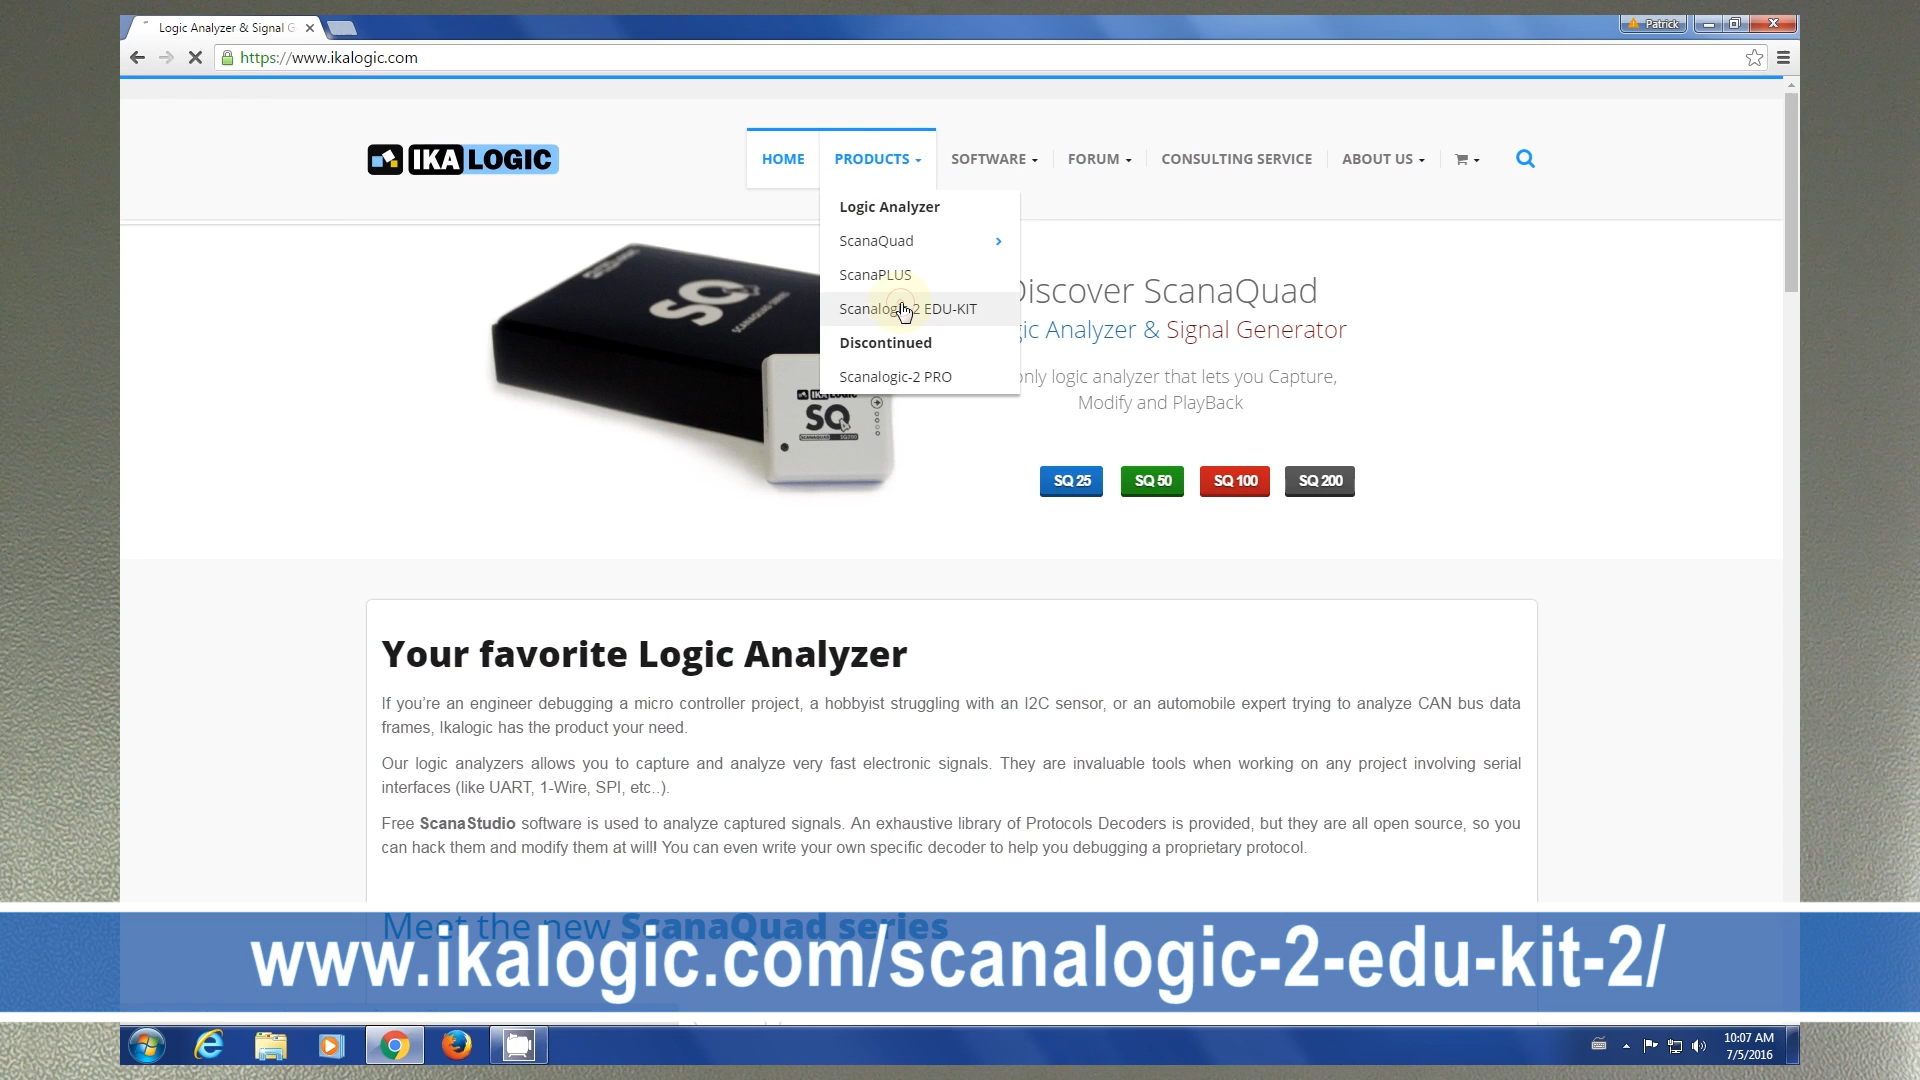 Logic Analyzer & Signal G
Patrick
https://www.ikalogic.com
IKALOGIC
HOME
PRODUCTS
SOFTWARE
FORUM
CONSULTING SERVICE
ABOUT US
Logic Analyzer
ScanaQuad
ScanaPLUS
Scanalogic-2 EDU-KIT
Discontinued
Scanalogic-2 PRO
SQ
SCANAQUAD SERIES
IKALOGIC
SQ
SCANAQUAD SQ200
Discover ScanaQuad
gic Analyzer & Signal Generator
only logic analyzer that lets you Capture,
Modify and PlayBack
SQ 25
SQ 50
SQ 100
SQ 200
Your favorite Logic Analyzer
If you're an engineer debugging a micro controller project, a hobbyist struggling with an I2C sensor, or an automobile expert trying to analyze CAN bus data
frames, Ikalogic has the product your need.
Our logic analyzers allows you to capture and analyze very fast electronic signals. They are invaluable tools when working on any project involving serial
interfaces (like UART, 1-Wire, SPI, etc..).
Free ScanaStudio software is used to analyze captured signals. An exhaustive library of Protocols Decoders is provided, but they are all open source, so you
can hack them and modify them at will! You can even write your own specific decoder to help you debugging a proprietary protocol.
Meet the new ScanaQuad series
www.ikalogic.com/scanalogic-2-edu-kit-2/
10:07 AM
7/5/2016